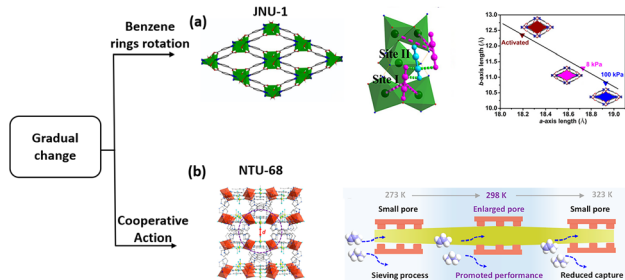 Benzene
rings rotation
(a)
JNU-1
Site II
Site I
b-axis length (Å)
13.0
12.5
12.0
11.5
11.0
10.5
10.0
Activated
8 kPa
100 kPa
18.0 18.2 18.4 18.6 18.8 19.0
a-axis length (Å)
Gradual
change
(b)
NTU-68
Cooperative
Action
273 K
298 K
323 K
Small pore
Enlarged pore
Small pore
Sieving process
Promoted performance
Reduced capture